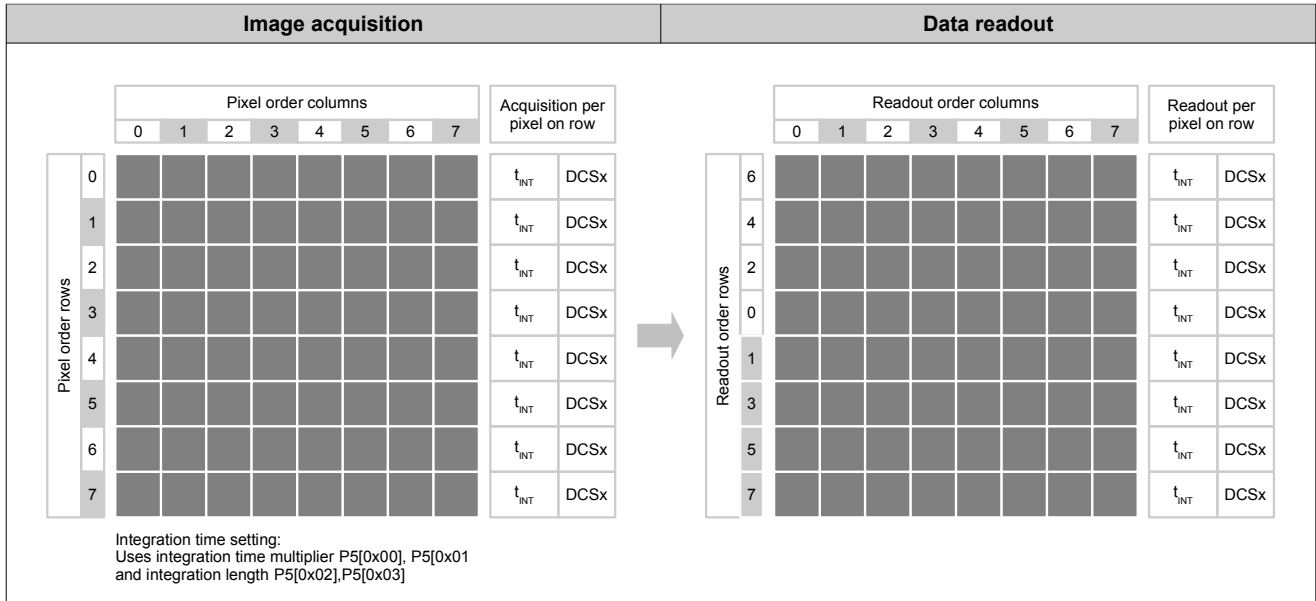 Image acquisition
Data readout
Pixel order columns
Acquisition per
pixel on row
0 1 2 3 4 5 6 7
Pixel order rows
0 t_INT DCSx
1 t_INT DCSx
2 t_INT DCSx
3 t_INT DCSx
4 t_INT DCSx
5 t_INT DCSx
6 t_INT DCSx
7 t_INT DCSx
Integration time setting:
Uses integration time multiplier P5[0x00], P5[0x01
and integration length P5[0x02],P5[0x03]
Readout order columns
Readout per
pixel on row
0 1 2 3 4 5 6 7
Readout order rows
6 t_INT DCSx
4 t_INT DCSx
2 t_INT DCSx
0 t_INT DCSx
1 t_INT DCSx
3 t_INT DCSx
5 t_INT DCSx
7 t_INT DCSx